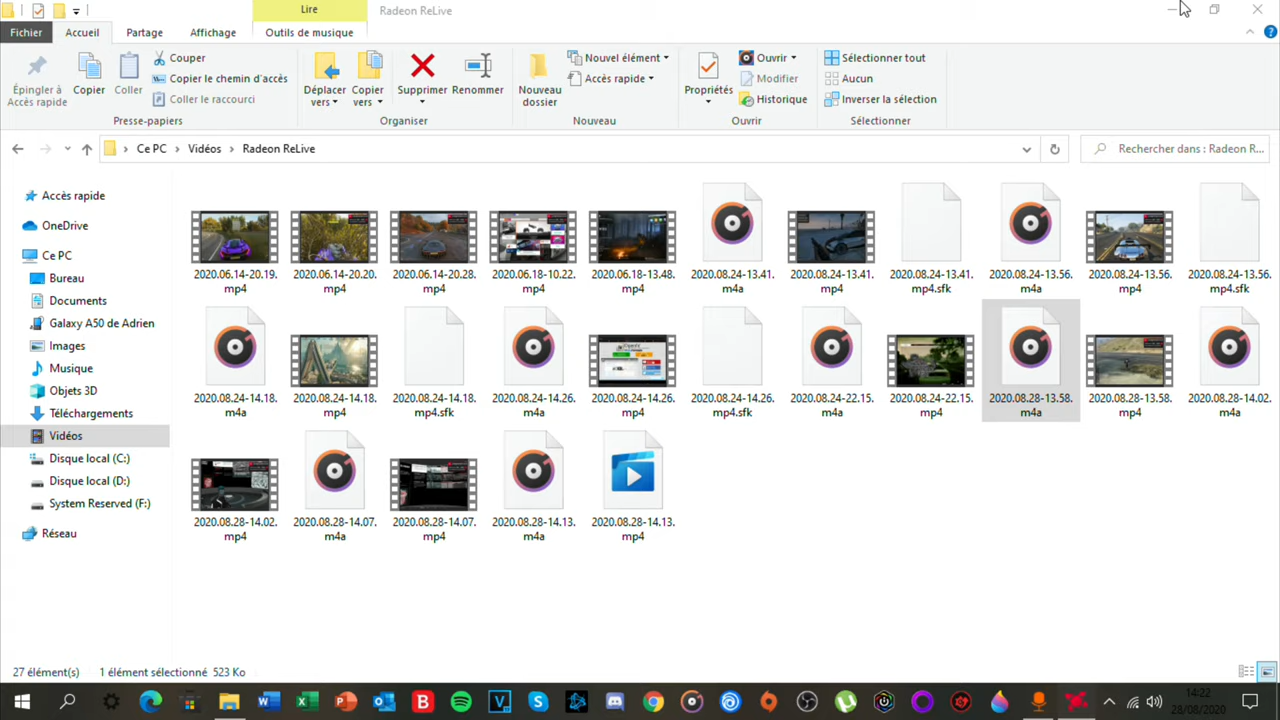 Lire
Radeon ReLive
Fichier
Accueil
Partage
Affichage
Outils de musique
Épingler à
Accès rapide
Copier
Coller
Couper
Copier le chemin d'accès
Coller le raccourci
Presse-papiers
Déplacer
vers
Copier
vers
Supprimer
Renommer
Organiser
Nouveau
dossier
Nouvel élément
Accès rapide
Nouveau
Propriétés
Ouvrir
Modifier
Historique
Ouvrir
Sélectionner tout
Aucun
Inverser la sélection
Sélectionner
Ce PC > Vidéos > Radeon ReLive
Rechercher dans : Radeon R...
Accès rapide
OneDrive
Ce PC
Bureau
Documents
Galaxy A50 de Adrien
Images
Musique
Objets 3D
Téléchargements
Vidéos
Disque local (C:)
Disque local (D:)
System Reserved (F:)
Réseau
2020.06.14-20.19.
mp4
2020.06.14-20.20.
mp4
2020.06.14-20.28.
mp4
2020.06.18-10.22.
mp4
2020.06.18-13.48.
mp4
2020.08.24-13.41.
m4a
2020.08.24-13.41.
mp4
2020.08.24-13.41.
mp4.sfk
2020.08.24-13.56.
m4a
2020.08.24-13.56.
mp4
2020.08.24-13.56.
mp4.sfk
2020.08.24-14.18.
m4a
2020.08.24-14.18.
mp4
2020.08.24-14.18.
mp4.sfk
2020.08.24-14.26.
m4a
2020.08.24-14.26.
mp4
2020.08.24-14.26.
mp4.sfk
2020.08.24-22.15.
m4a
2020.08.24-22.15.
mp4
2020.08.28-13.58.
m4a
2020.08.28-13.58.
mp4
2020.08.28-14.02.
m4a
2020.08.28-14.02.
mp4
2020.08.28-14.07.
m4a
2020.08.28-14.07.
mp4
2020.08.28-14.13.
m4a
2020.08.28-14.13.
mp4
27 élément(s)
1 élément sélectionné 523 Ko
14:22
28/08/2020